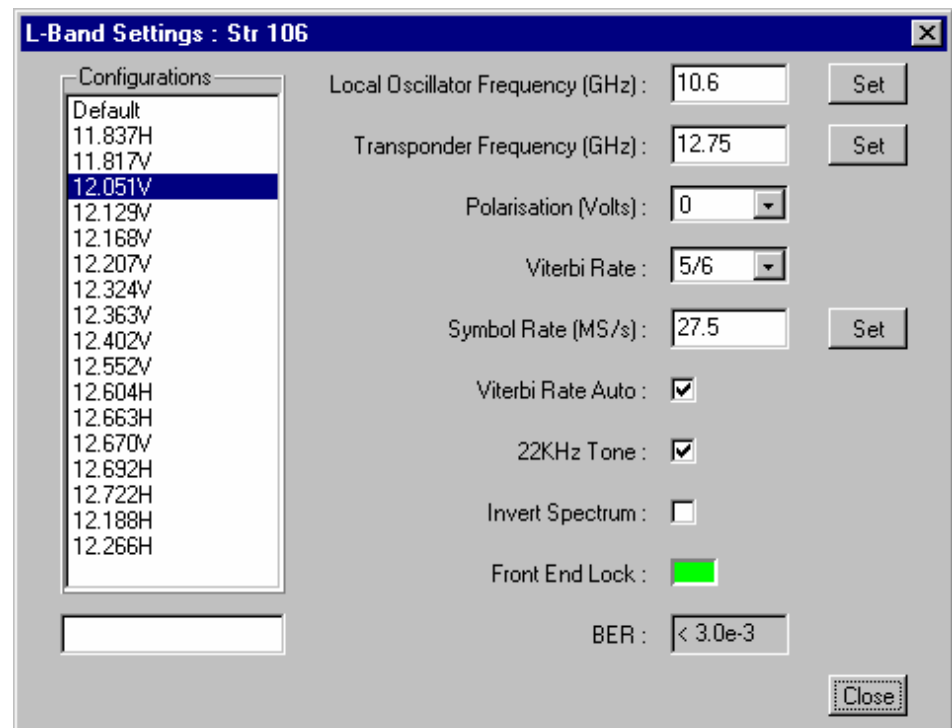 L-Band Settings : Str 106
Configurations
Default
11.837H
11.817V
12.051V
12.129V
12.168V
12.207V
12.324V
12.363V
12.402V
12.552V
12.604H
12.663H
12.670V
12.692H
12.722H
12.188H
12.266H
Local Oscillator Frequency (GHz) : 10.6 Set
Transponder Frequency (GHz) : 12.75 Set
Polarisation (Volts) : 0
Viterbi Rate : 5/6
Symbol Rate (MS/s) : 27.5 Set
Viterbi Rate Auto :
22KHz Tone :
Invert Spectrum :
Front End Lock :
BER : < 3.0e-3
Close